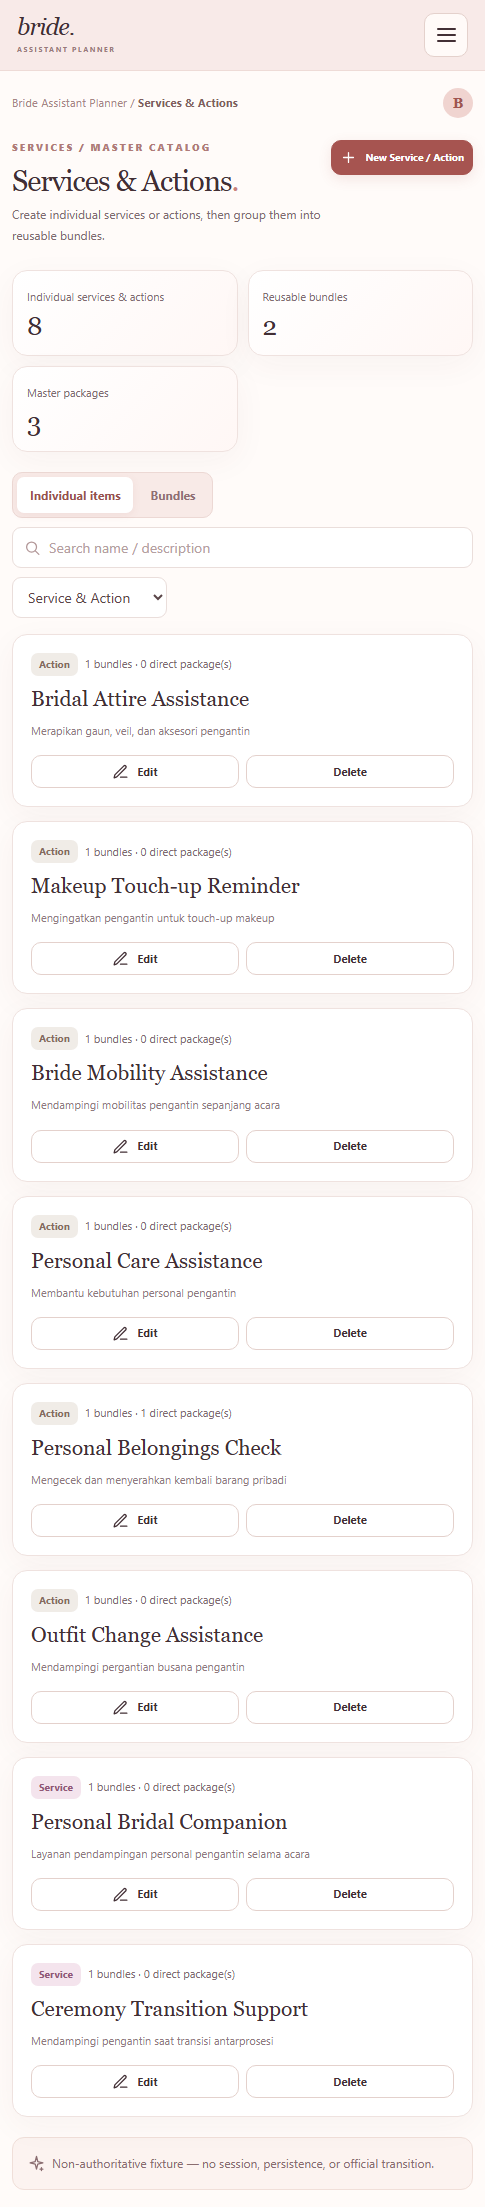 bride.
ASSISTANT PLANNER
Bride Assistant Planner / Services & Actions
B
SERVICES / MASTER CATALOG
New Service / Action
Services & Actions.
Create individual services or actions, then group them into
reusable bundles.
Individual services & actions
8
Reusable bundles
2
Master packages
3
Individual items
Bundles
Search name / description
Service & Action
Action
1 bundles · 0 direct package(s)
Bridal Attire Assistance
Merapikan gaun, veil, dan aksesori pengantin
Edit
Delete
Action
1 bundles · 0 direct package(s)
Makeup Touch-up Reminder
Mengingatkan pengantin untuk touch-up makeup
Edit
Delete
Action
1 bundles · 0 direct package(s)
Bride Mobility Assistance
Mendampingi mobilitas pengantin sepanjang acara
Edit
Delete
Action
1 bundles · 0 direct package(s)
Personal Care Assistance
Membantu kebutuhan personal pengantin
Edit
Delete
Action
1 bundles · 1 direct package(s)
Personal Belongings Check
Mengecek dan menyerahkan kembali barang pribadi
Edit
Delete
Action
1 bundles · 0 direct package(s)
Outfit Change Assistance
Mendampingi pergantian busana pengantin
Edit
Delete
Service
1 bundles · 0 direct package(s)
Personal Bridal Companion
Layanan pendampingan personal pengantin selama acara
Edit
Delete
Service
1 bundles · 0 direct package(s)
Ceremony Transition Support
Mendampingi pengantin saat transisi antarprosesi
Edit
Delete
Non-authoritative fixture — no session, persistence, or official transition.